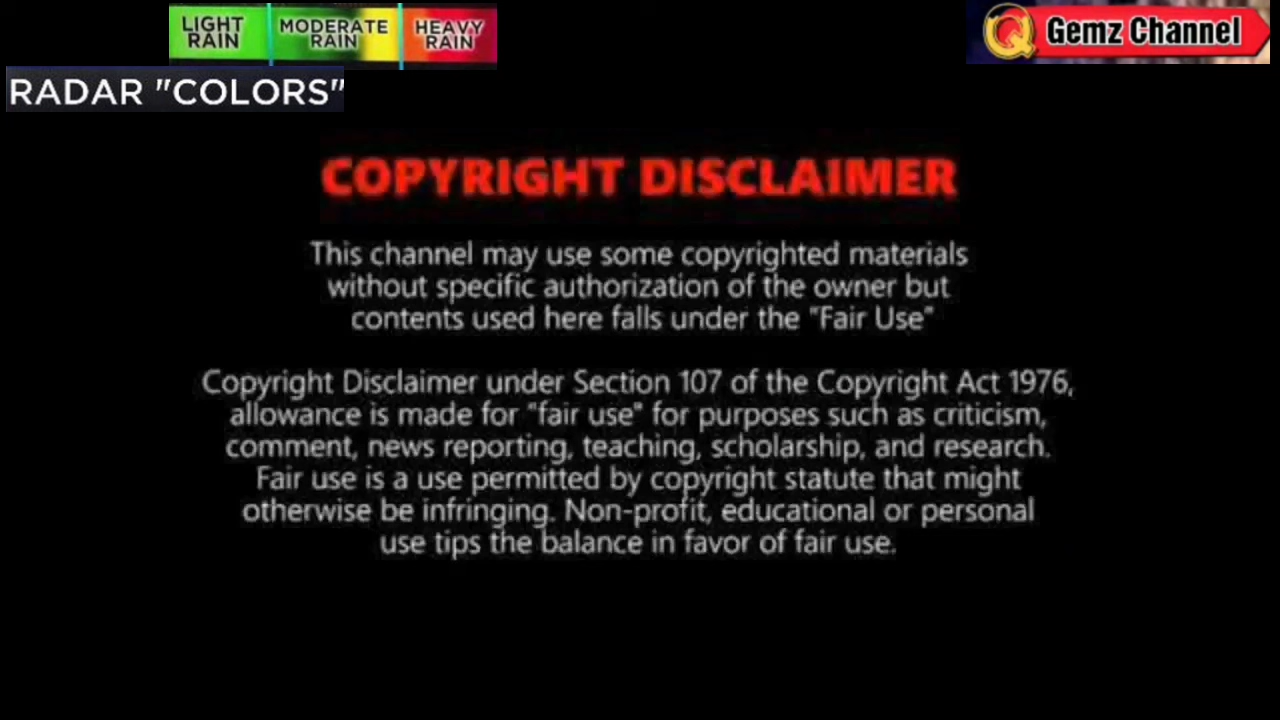 LIGHT
RAIN
MODERATE
RAIN
HEAVY
RAIN
Gemz Channel
RADAR "COLORS"
COPYRIGHT DISCLAIMER
This channel may use some copyrighted materials
without specific authorization of the owner but
contents used here falls under the "Fair Use"
Copyright Disclaimer under Section 107 of the Copyright Act 1976,
allowance is made for "fair use" for purposes such as criticism,
comment, news reporting, teaching, scholarship, and research.
Fair use is a use permitted by copyright statute that might
otherwise be infringing. Non-profit, educational or personal
use tips the balance in favor of fair use.